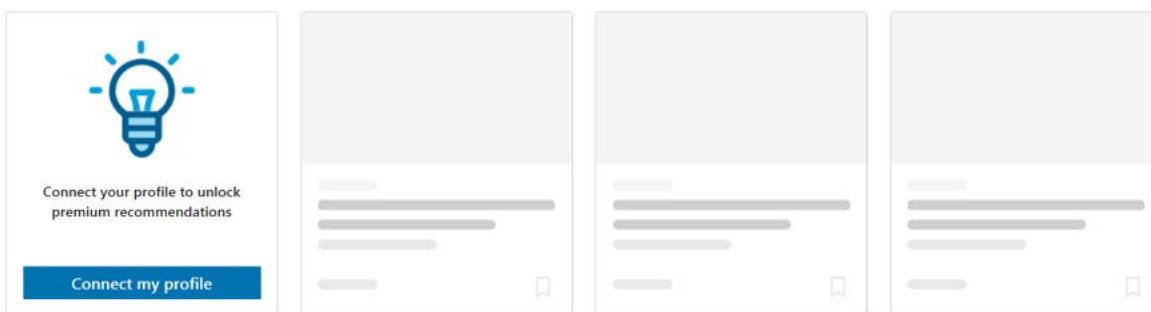 Connect your profile to unlock
premium recommendations
Connect my profile